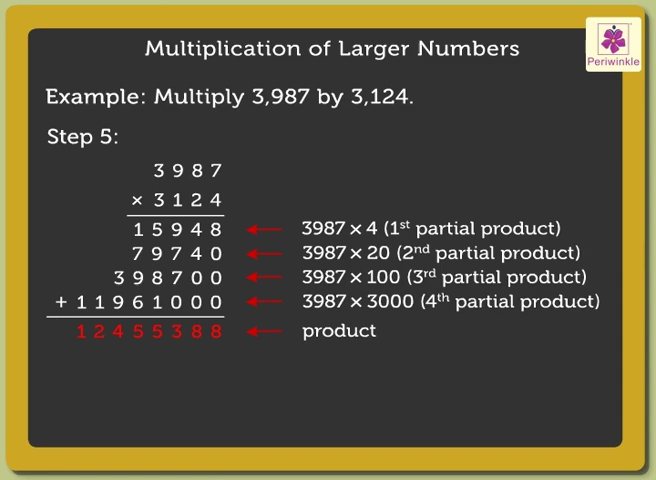 Multiplication of Larger Numbers
Periwinkle
Example: Multiply 3,987 by 3,124.
Step 5:
3 9 8 7
× 3 1 2 4
1 5 9 4 8 ← 3987 × 4 (1st partial product)
7 9 7 4 0 ← 3987 × 20 (2nd partial product)
3 9 8 7 0 0 ← 3987 × 100 (3rd partial product)
+ 1 1 9 6 1 0 0 0 ← 3987 × 3000 (4th partial product)
1 2 4 5 5 3 8 8 ← product